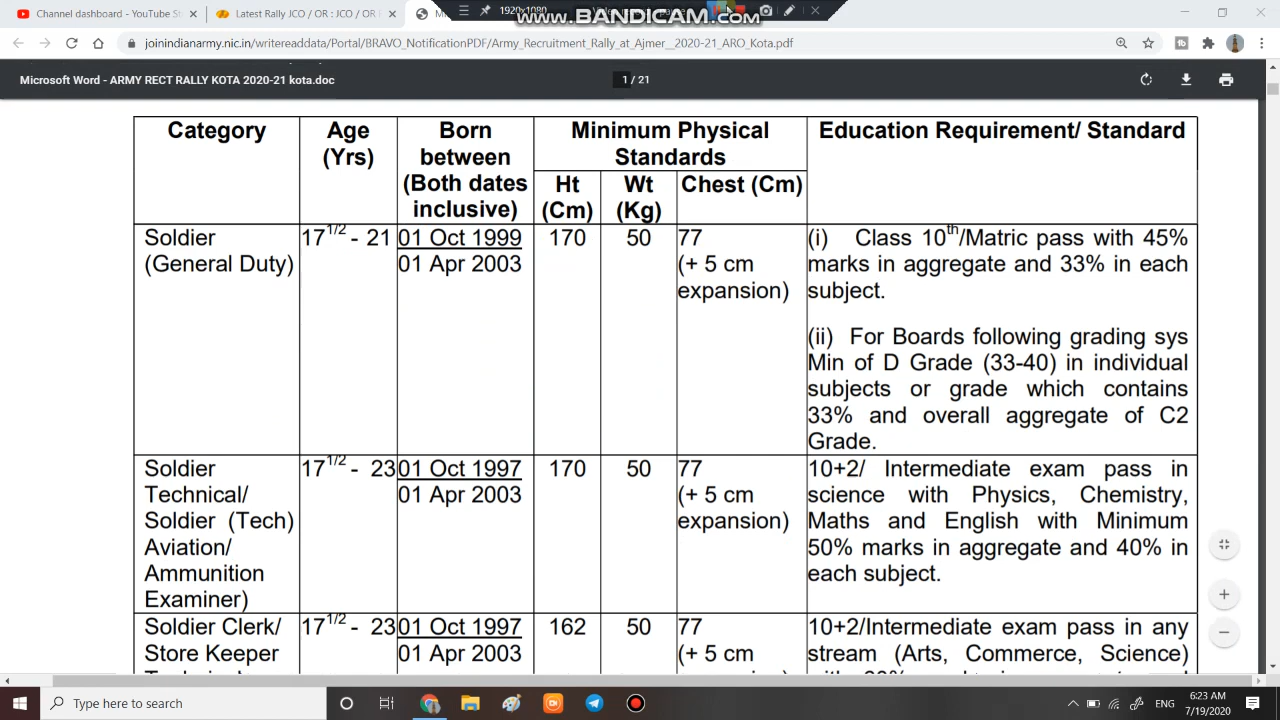 Channel dashboard - YouTube St
Latest Rally JCO / OR : JCO / OR
1920x1080
www.BANDICAM.com
joinindianarmy.nic.in/writereaddata/Portal/BRAVO_NotificationPDF/Army_Recruitment_Rally_at_Ajmer__2020-21_ARO_Kota.pdf
Microsoft Word - ARMY RECT RALLY KOTA 2020-21 kota.doc
1 / 21
Category
Age
(Yrs)
Born
between
(Both dates
inclusive)
Minimum Physical
Standards
Ht
(Cm)
Wt
(Kg)
Chest (Cm)
Education Requirement/ Standard
Soldier
(General Duty)
17 1/2 - 21
01 Oct 1999
01 Apr 2003
170
50
77
(+ 5 cm
expansion)
(i) Class 10th/Matric pass with 45%
marks in aggregate and 33% in each
subject.
(ii) For Boards following grading sys
Min of D Grade (33-40) in individual
subjects or grade which contains
33% and overall aggregate of C2
Grade.
Soldier
Technical/
Soldier (Tech)
Aviation/
Ammunition
Examiner)
17 1/2 - 23
01 Oct 1997
01 Apr 2003
170
50
77
(+ 5 cm
expansion)
10+2/ Intermediate exam pass in
science with Physics, Chemistry,
Maths and English with Minimum
50% marks in aggregate and 40% in
each subject.
Soldier Clerk/
Store Keeper
17 1/2 - 23
01 Oct 1997
01 Apr 2003
162
50
77
(+ 5 cm
10+2/Intermediate exam pass in any
stream (Arts, Commerce, Science)
Type here to search
ENG
6:23 AM
7/19/2020